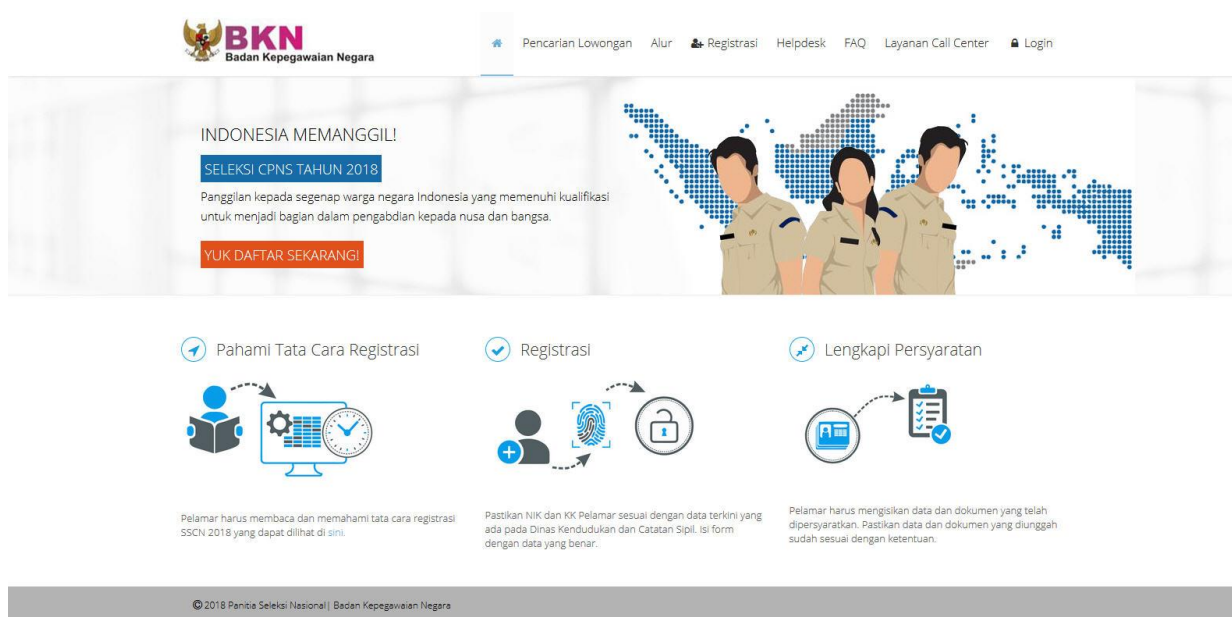 BKN
Badan Kepegawaian Negara
Pencarian Lowongan Alur Registrasi Helpdesk FAQ Layanan Call Center Login
INDONESIA MEMANGGIL!
SELEKSI CPNS TAHUN 2018
Panggilan kepada segenap warga negara Indonesia yang memenuhi kualifikasi
untuk menjadi bagian dalam pengabdian kepada nusa dan bangsa.
YUK DAFTAR SEKARANG!
Pahami Tata Cara Registrasi
Pelamar harus membaca dan memahami tata cara registrasi
SSCN 2018 yang dapat dilihat di sini.
Registrasi
Pastikan NIK dan KK Pelamar sesuai dengan data terkini yang
ada pada Dinas Kendudukan dan Catatan Sipil. Isi form
dengan data yang benar.
Lengkapi Persyaratan
Pelamar harus mengisikan data dan dokumen yang telah
dipersyaratkan. Pastikan data dan dokumen yang diunggah
sudah sesuai dengan ketentuan.
© 2018 Panitia Seleksi Nasional| Badan Kepegawaian Negara